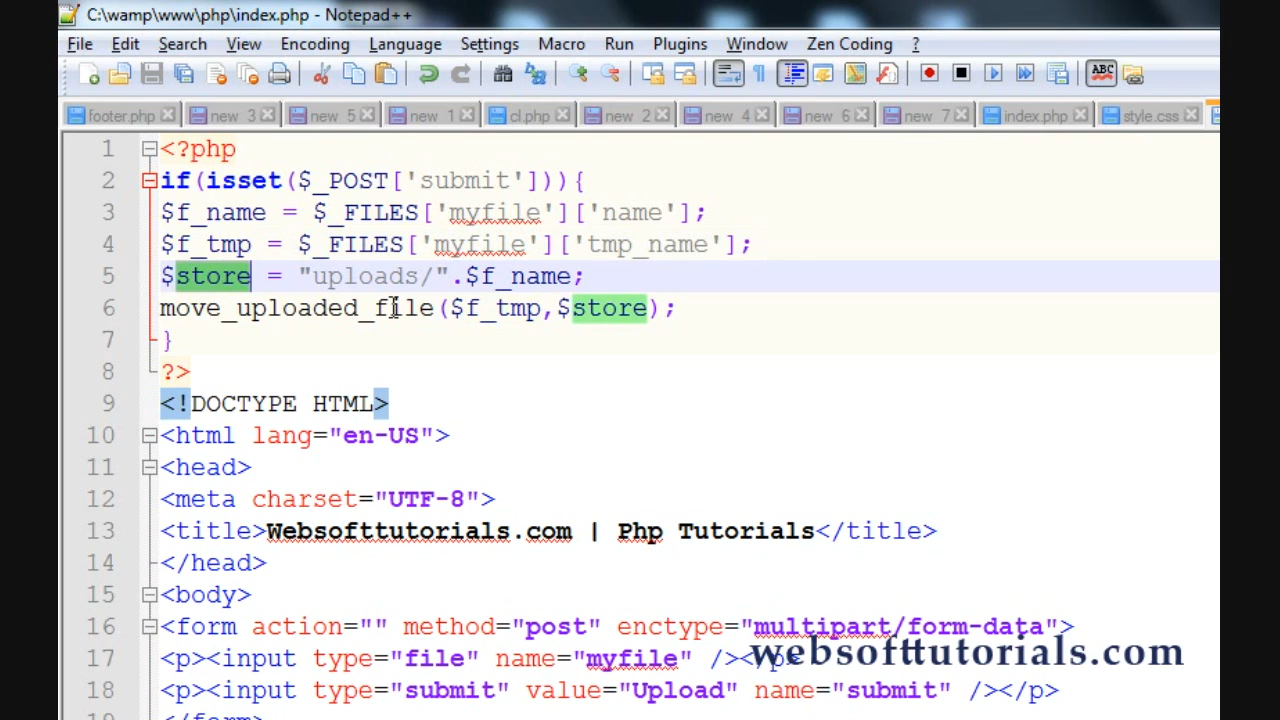 C:\wamp\www\php\index.php - Notepad++
File Edit Search View Encoding Language Settings Macro Run Plugins Window Zen Coding ?
ABC
footer.php new 3 new 5 new 1 cl.php new 2 new 4 new 6 new 7 index.php style.css
1 <?php
2 if(isset($_POST['submit'])){
3 $f_name = $_FILES['myfile']['name'];
4 $f_tmp = $_FILES['myfile']['tmp_name'];
5 $store = "uploads/".$f_name;
6 move_uploaded_file($f_tmp,$store);
7 }
8 ?>
9 <!DOCTYPE HTML>
10 <html lang="en-US">
11 <head>
12 <meta charset="UTF-8">
13 <title>Websofttutorials.com | Php Tutorials</title>
14 </head>
15 <body>
16 <form action="" method="post" enctype="multipart/form-data">
17 <p><input type="file" name="myfile" /></p>
websofttutorials.com
18 <p><input type="submit" value="Upload" name="submit" /></p>
19 </form>